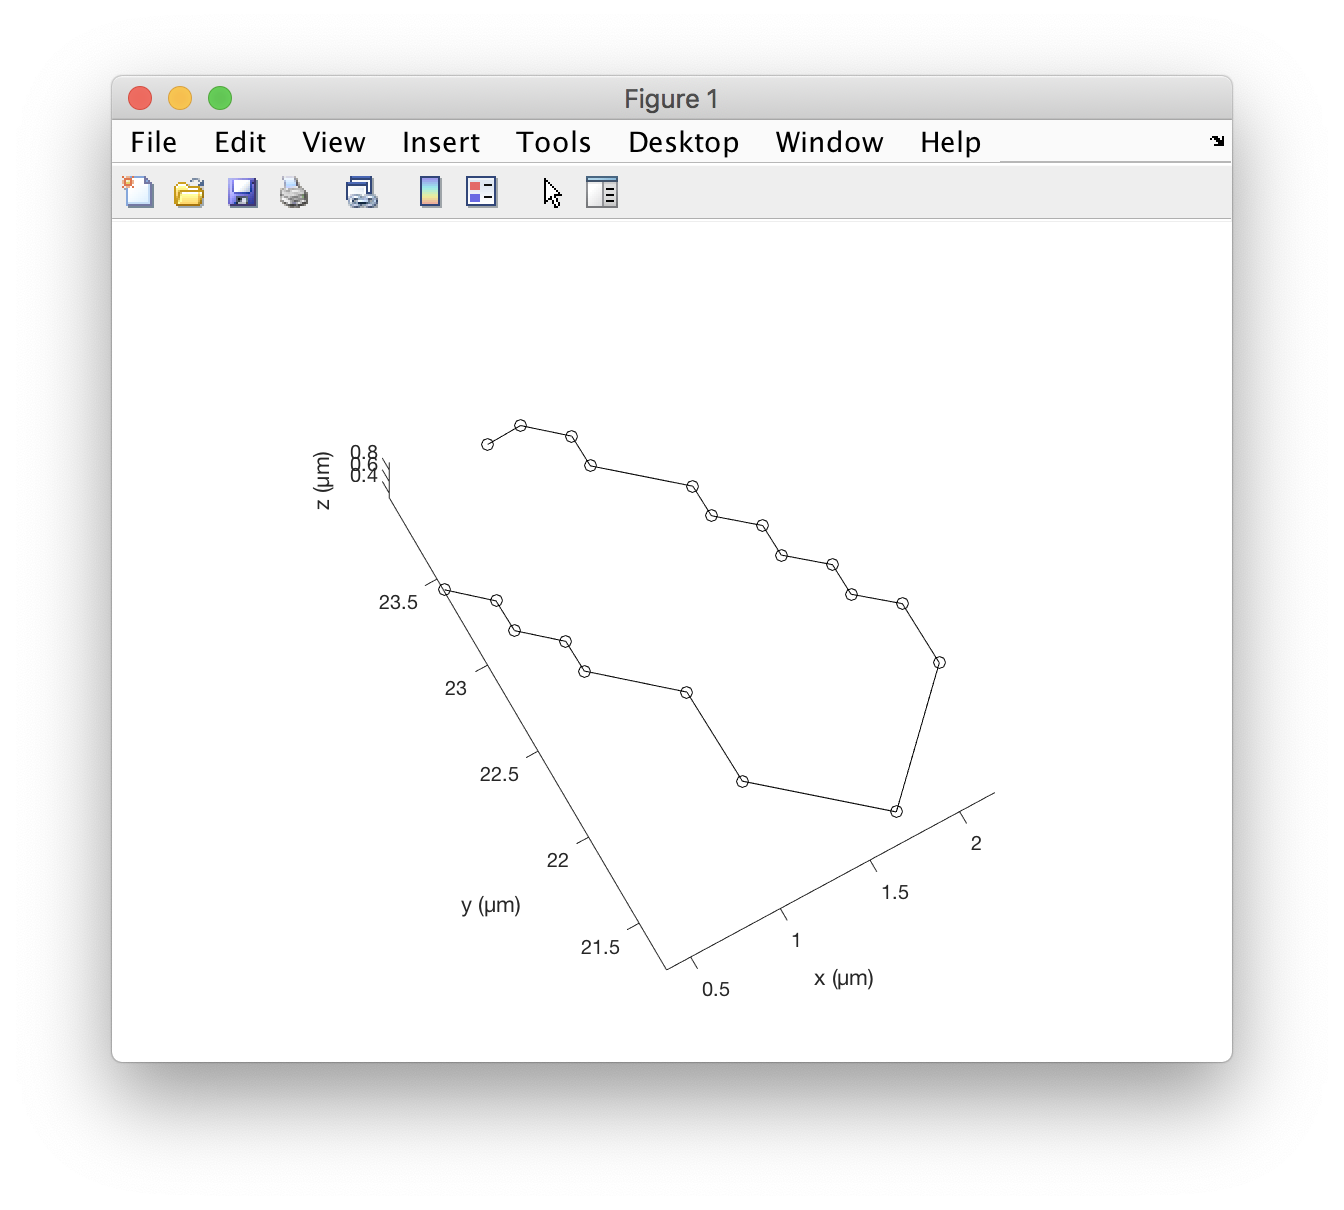 Figure 1
File Edit View Insert Tools Desktop Window Help
0.8
0.6
0.4
z (μm)
23.5
23
22.5
22
21.5
y (μm)
2
1.5
1
0.5
x (μm)